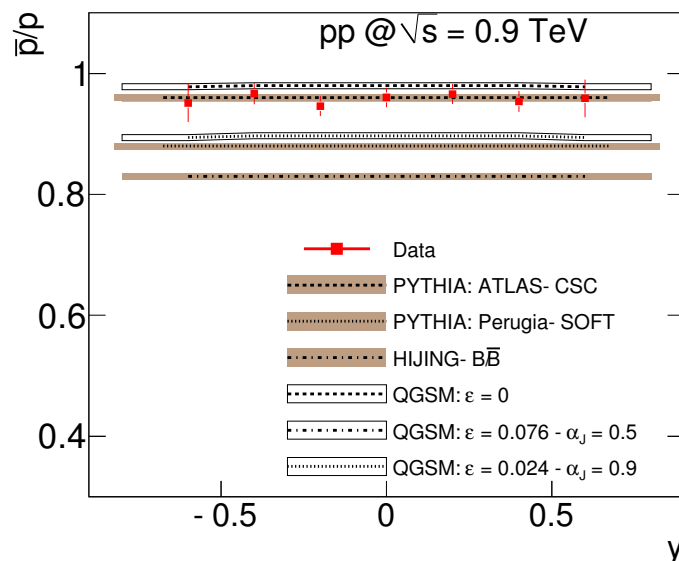 p̅/p
pp @ √s = 0.9 TeV
1
0.8
0.6
0.4
Data
PYTHIA: ATLAS- CSC
PYTHIA: Perugia- SOFT
HIJING- B/B̅
QGSM: ε = 0
QGSM: ε = 0.076 - α_J = 0.5
QGSM: ε = 0.024 - α_J = 0.9
- 0.5 0 0.5
y